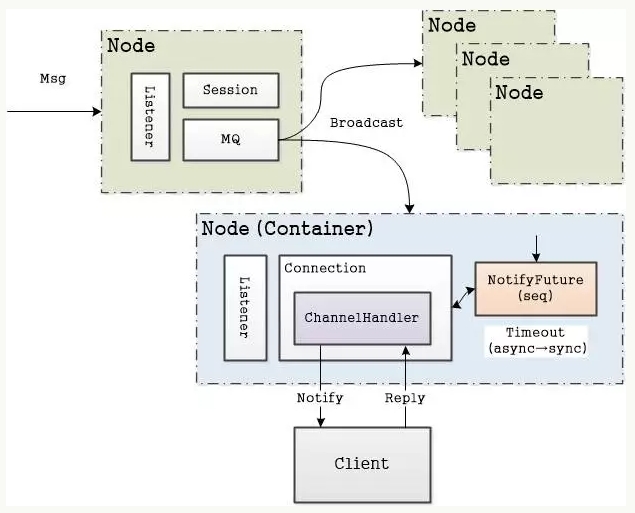 Node
Msg
Listener
Session
MQ
Broadcast
Node
Node
Node
Node (Container)
Listener
Connection
ChannelHandler
NotifyFuture
(seq)
Timeout
(async→sync)
Notify
Reply
Client